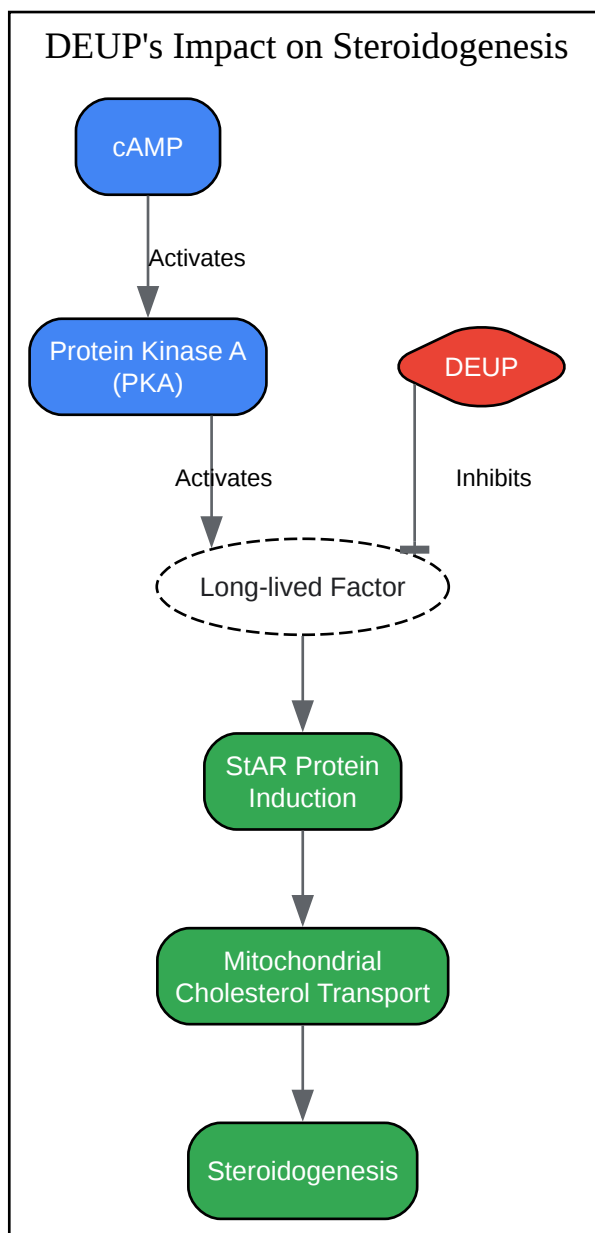 DEUP's Impact on Steroidogenesis
cAMP
Activates
Protein Kinase A
(PKA)
DEUP
Activates
Inhibits
Long-lived Factor
StAR Protein
Induction
Mitochondrial
Cholesterol Transport
Steroidogenesis